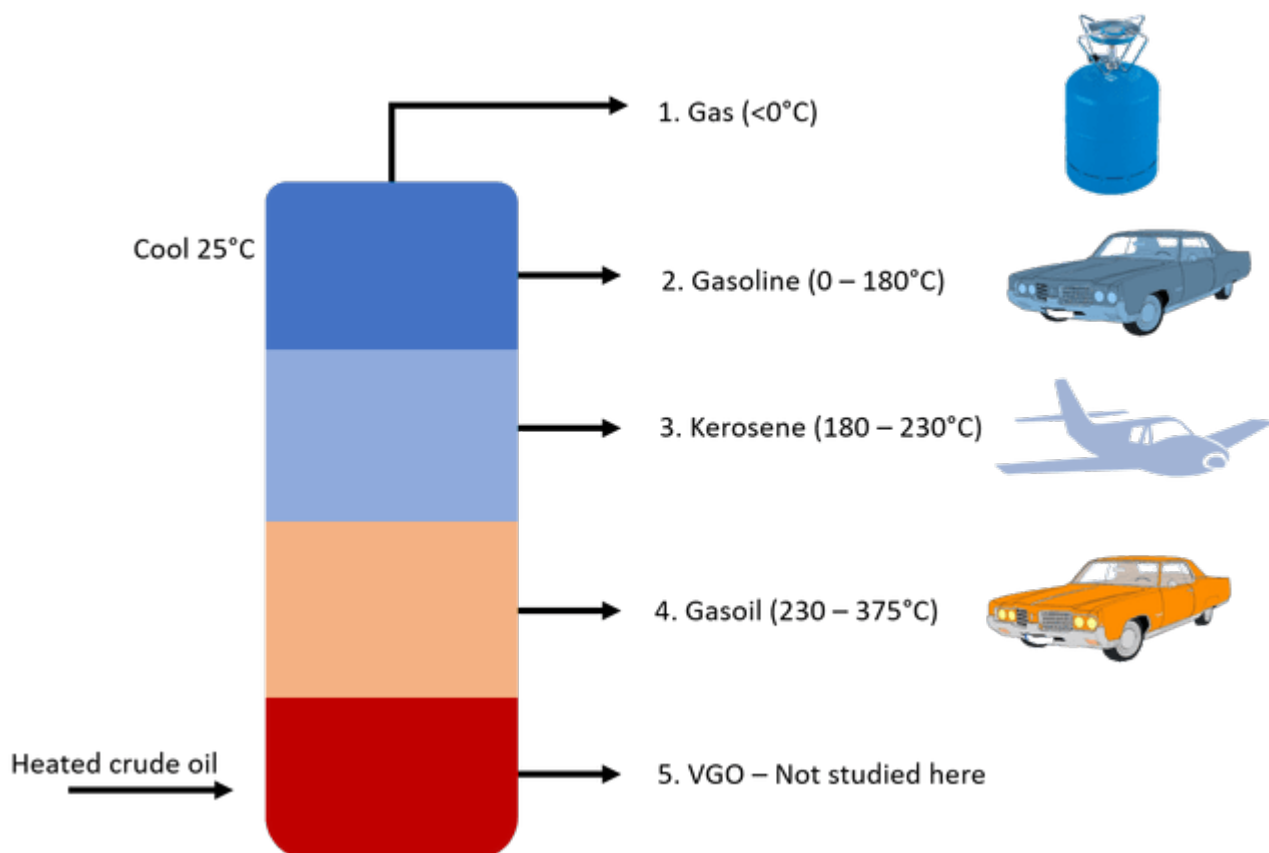 1. Gas (<0°C)
Cool 25°C
2. Gasoline (0 – 180°C)
3. Kerosene (180 – 230°C)
4. Gasoil (230 – 375°C)
Heated crude oil
5. VGO – Not studied here